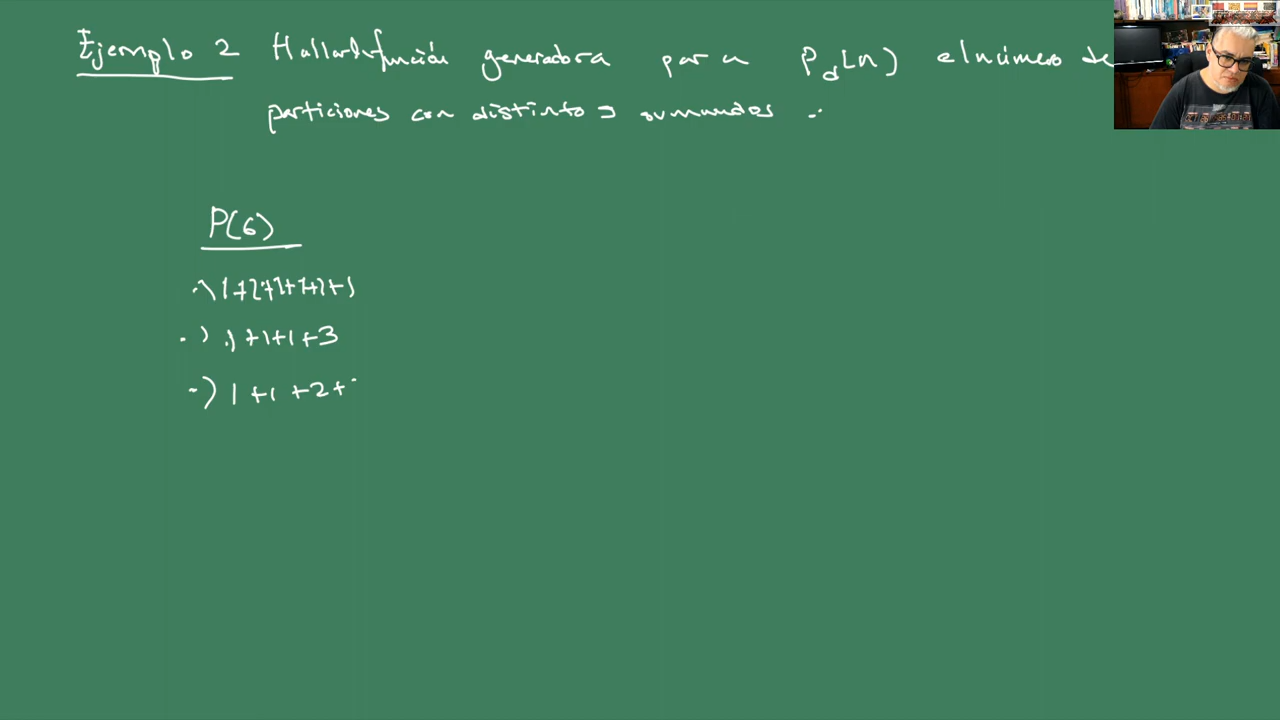 Ejemplo 2 Hallar la función generadora para P_d(n) el número de
particiones con distintos sumandos .
P(6)
·) 1+1+1+1+1+1
·) 1+1+1+3
·) 1+1+2+